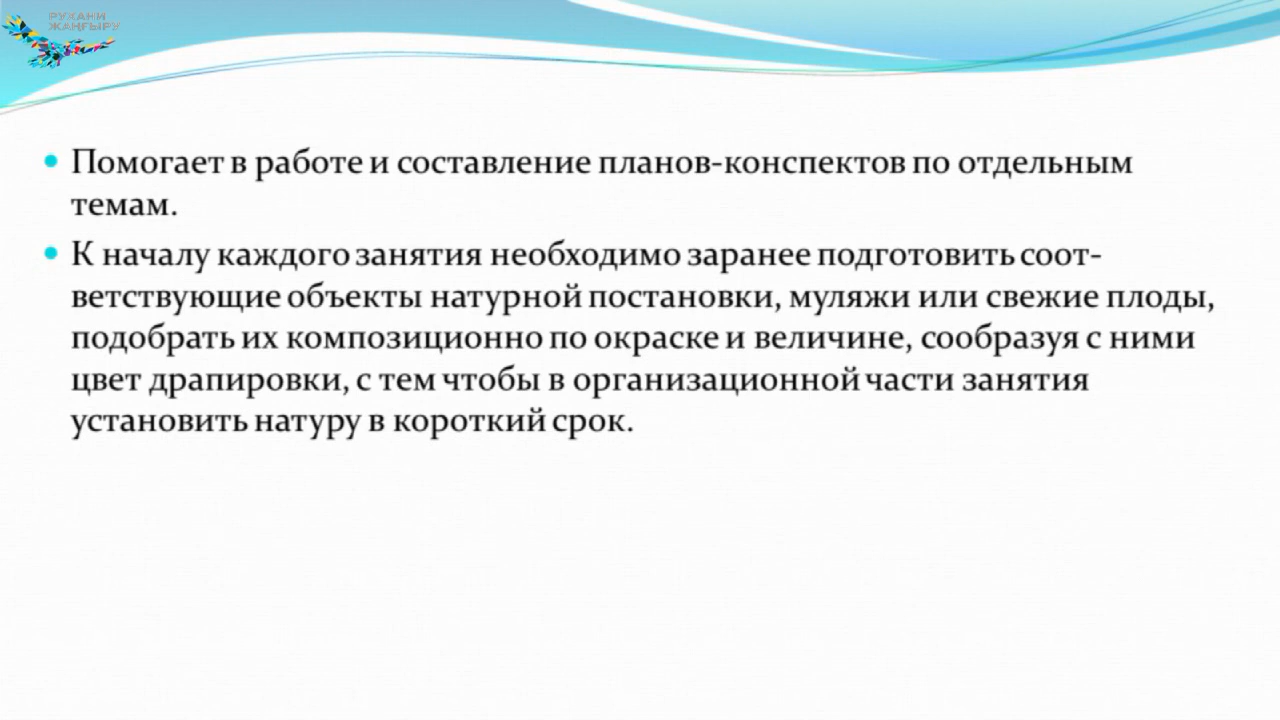 РУХАНИ
ЖАҢҒЫРУ
Помогает в работе и составление планов-конспектов по отдельным
темам.
К началу каждого занятия необходимо заранее подготовить соот-
ветствующие объекты натурной постановки, муляжи или свежие плоды,
подобрать их композиционно по окраске и величине, сообразуя с ними
цвет драпировки, с тем чтобы в организационной части занятия
установить натуру в короткий срок.